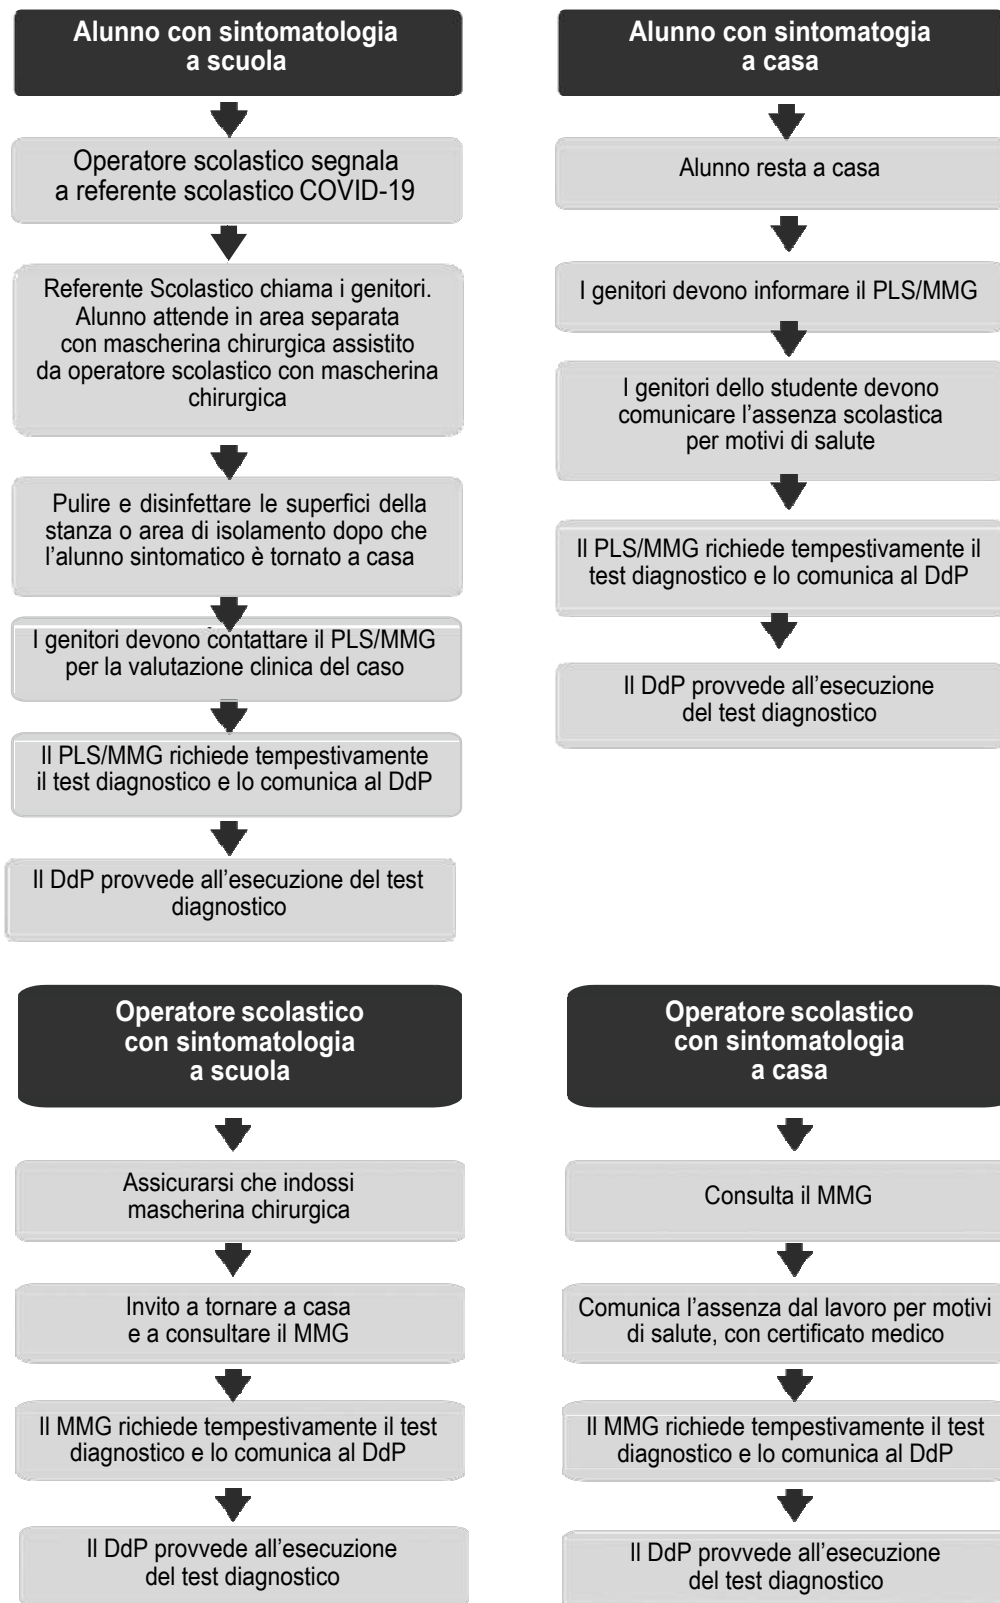 Alunno con sintomatologia
a scuola
Operatore scolastico segnala
a referente scolastico COVID-19
Referente Scolastico chiama i genitori.
Alunno attende in area separata
con mascherina chirurgica assistito
da operatore scolastico con mascherina
chirurgica
Pulire e disinfettare le superfici della
stanza o area di isolamento dopo che
l’alunno sintomatico è tornato a casa
I genitori devono contattare il PLS/MMG
per la valutazione clinica del caso
Il PLS/MMG richiede tempestivamente
il test diagnostico e lo comunica al DdP
Il DdP provvede all’esecuzione del test
diagnostico
Alunno con sintomatogia
a casa
Alunno resta a casa
I genitori devono informare il PLS/MMG
I genitori dello studente devono
comunicare l’assenza scolastica
per motivi di salute
Il PLS/MMG richiede tempestivamente il
test diagnostico e lo comunica al DdP
Il DdP provvede all’esecuzione
del test diagnostico
Operatore scolastico
con sintomatologia
a scuola
Assicurarsi che indossi
mascherina chirurgica
Invito a tornare a casa
e a consultare il MMG
Il MMG richiede tempestivamente il test
diagnostico e lo comunica al DdP
Il DdP provvede all’esecuzione
del test diagnostico
Operatore scolastico
con sintomatologia
a casa
Consulta il MMG
Comunica l’assenza dal lavoro per motivi
di salute, con certificato medico
Il MMG richiede tempestivamente il test
diagnostico e lo comunica al DdP
Il DdP provvede all’esecuzione
del test diagnostico